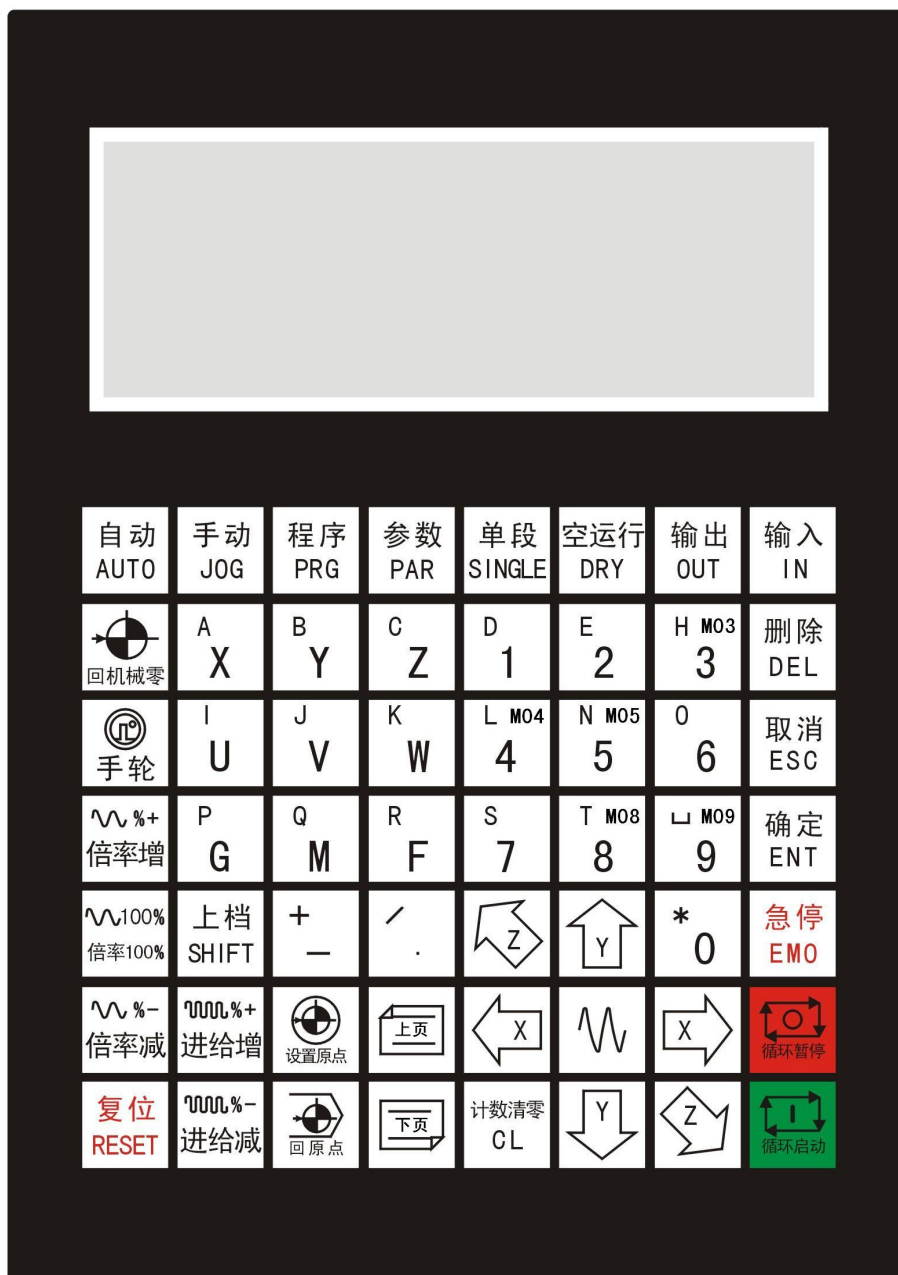 自动 手动 程序 参数 单段 空运行 输出 输入
AUTO JOG PRG PAR SINGLE DRY OUT IN
A B C D E H M03 删除
回机械零 X Y Z 1 2 3 DEL
I J K L M04 N M05 O 取消
手轮 U V W 4 5 6 ESC
%+ P Q R S T M08 ⊔ M09 确定
倍率增 G M F 7 8 9 ENT
100% 上档 + / Z Y * 急停
倍率100% SHIFT — . 0 EMO
%- %+ 上页 X X
倍率减 进给增 设置原点 循环暂停
复位 %- 下页 计数清零 Y Z
RESET 进给减 回原点 CL 循环启动